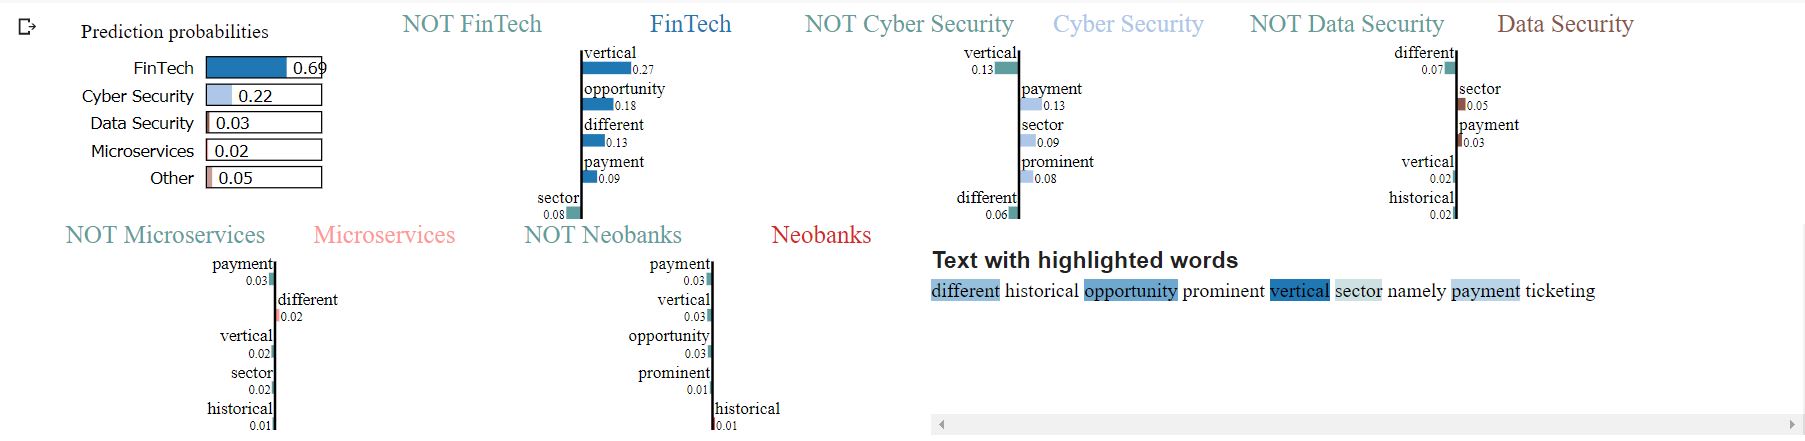 Prediction probabilities
FinTech 0.69
Cyber Security 0.22
Data Security 0.03
Microservices 0.02
Other 0.05
NOT FinTech FinTech
vertical
0.27
opportunity
0.18
different
0.13
payment
0.09
sector
0.08
NOT Cyber Security Cyber Security
vertical
0.13
payment
0.13
sector
0.09
prominent
0.08
different
0.06
NOT Data Security Data Security
different
0.07
sector
0.05
payment
0.03
vertical
0.02
historical
0.02
NOT Microservices Microservices
payment
0.03
different
0.02
vertical
0.02
sector
0.02
historical
0.01
NOT Neobanks Neobanks
payment
0.03
vertical
0.03
opportunity
0.03
prominent
0.01
historical
0.01
Text with highlighted words
different historical opportunity prominent vertical sector namely payment ticketing